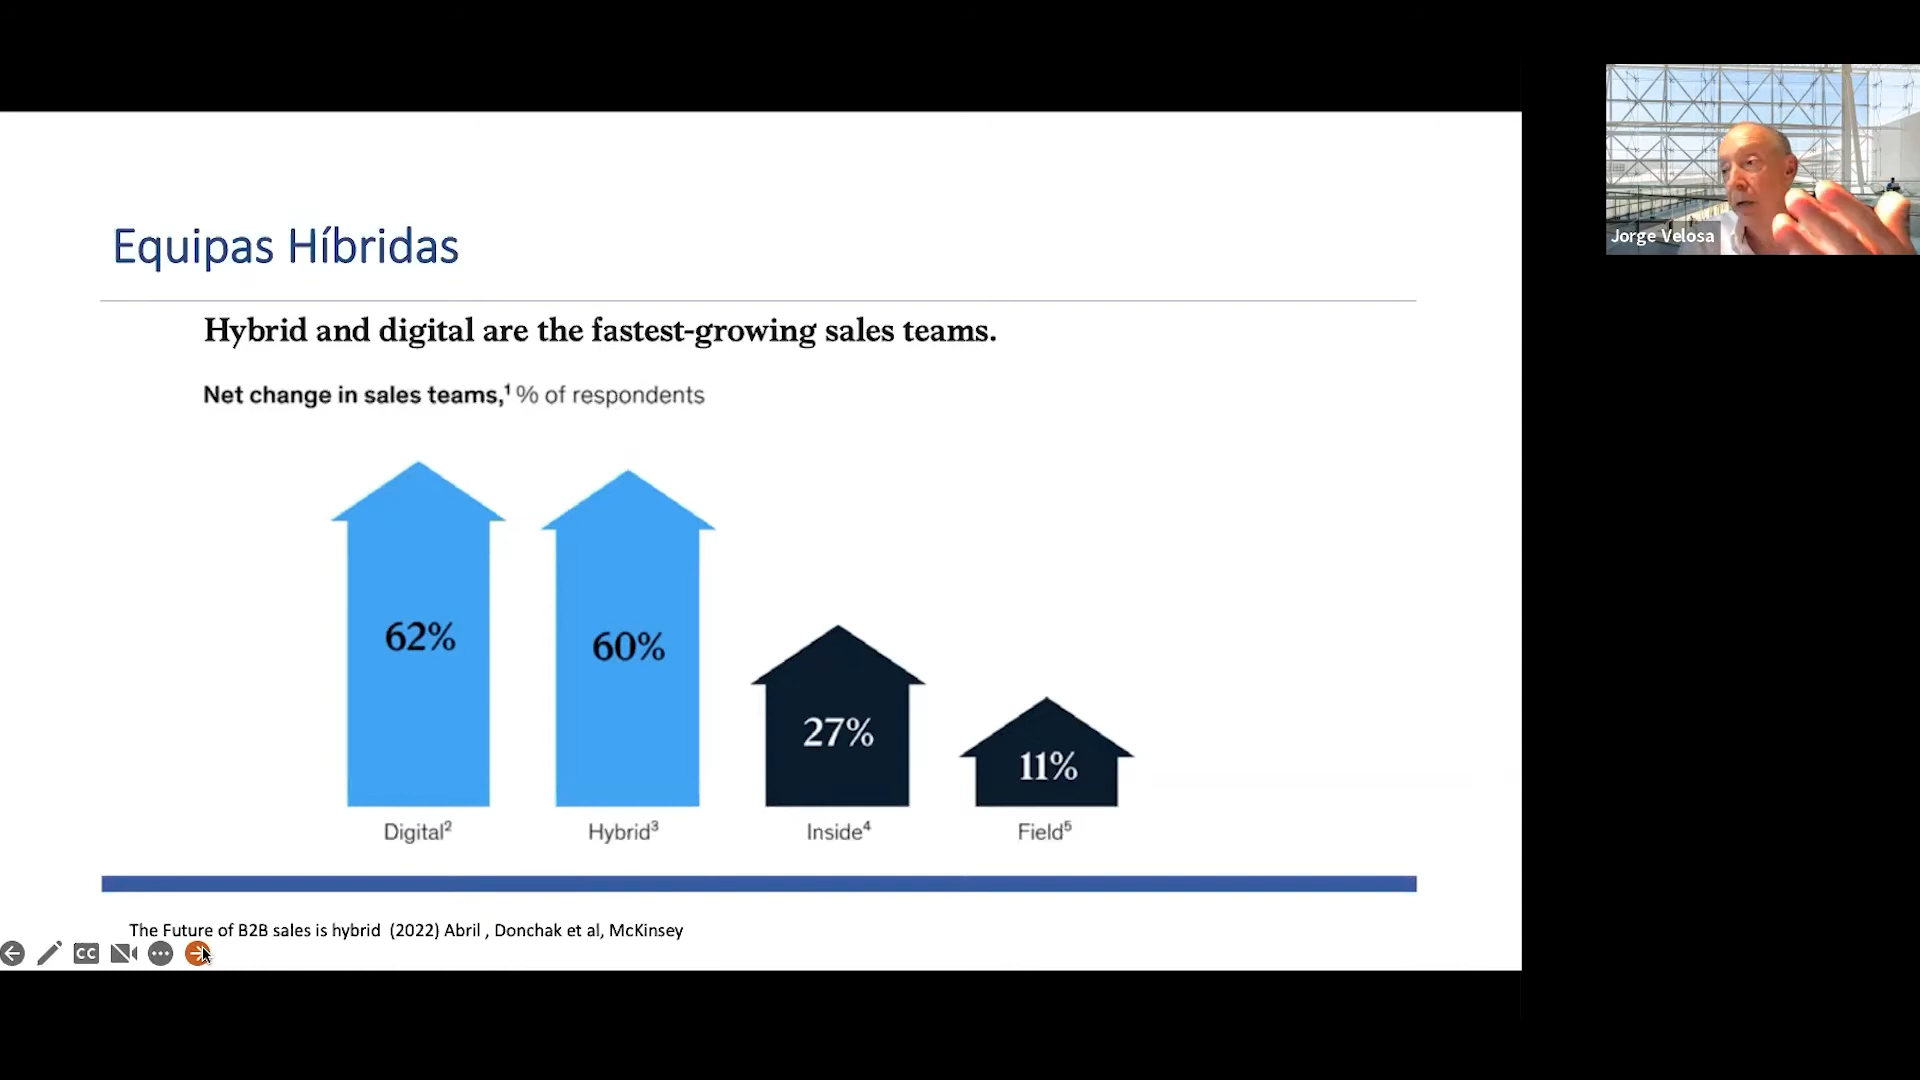 Equipas Híbridas
Hybrid and digital are the fastest-growing sales teams.
Net change in sales teams,¹ % of respondents
62%
60%
27%
11%
Digital²
Hybrid³
Inside⁴
Field⁵
The Future of B2B sales is hybrid (2022) Abril , Donchak et al, McKinsey
CC
Jorge Velosa